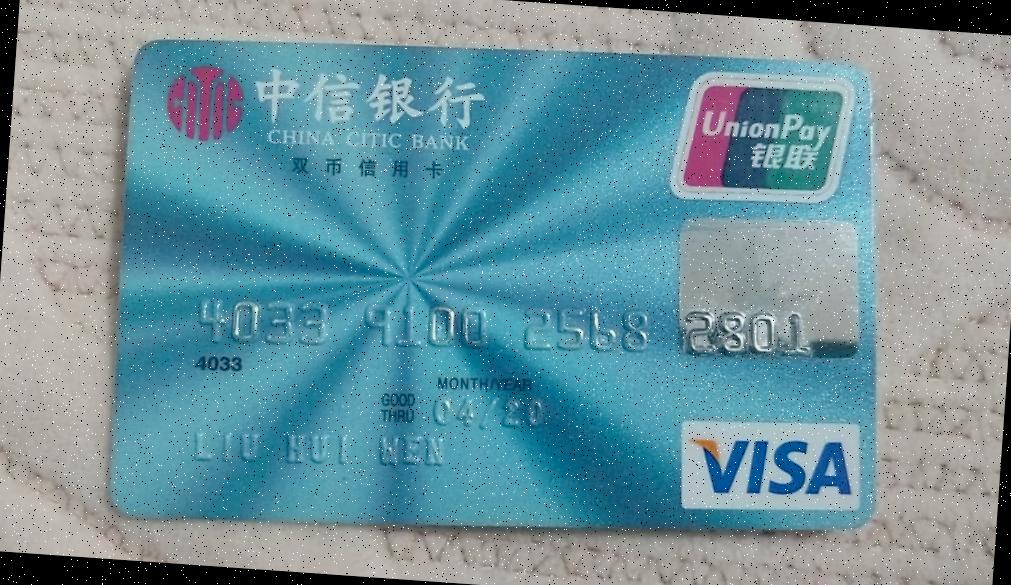 中信银行
CHINA CITIC BANK
双币信用卡
UnionPay
银联
4033 9100 2568 2801
4033
MONTH/YEAR
GOOD THRU 04/20
LIU HUI WEN
VISA